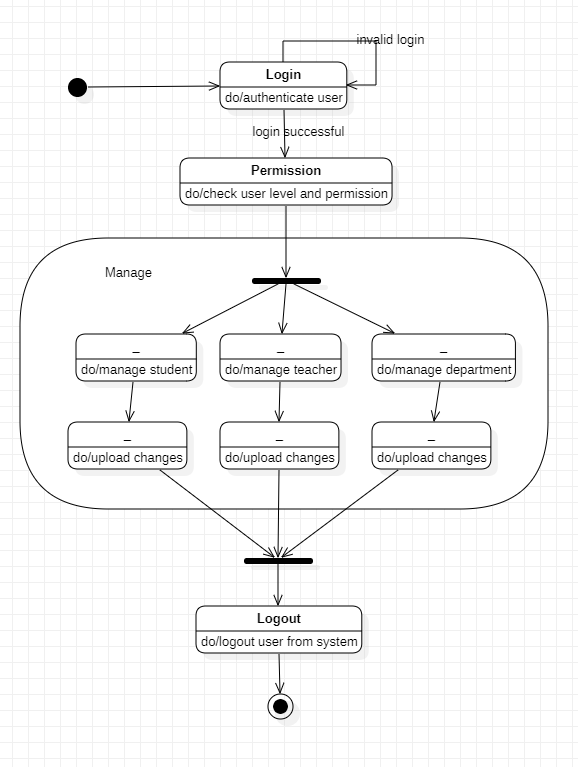 invalid login
Login
do/authenticate user
login successful
Permission
do/check user level and permission
Manage
_
_
_
do/manage student
do/manage teacher
do/manage department
_
_
_
do/upload changes
do/upload changes
do/upload changes
Logout
do/logout user from system